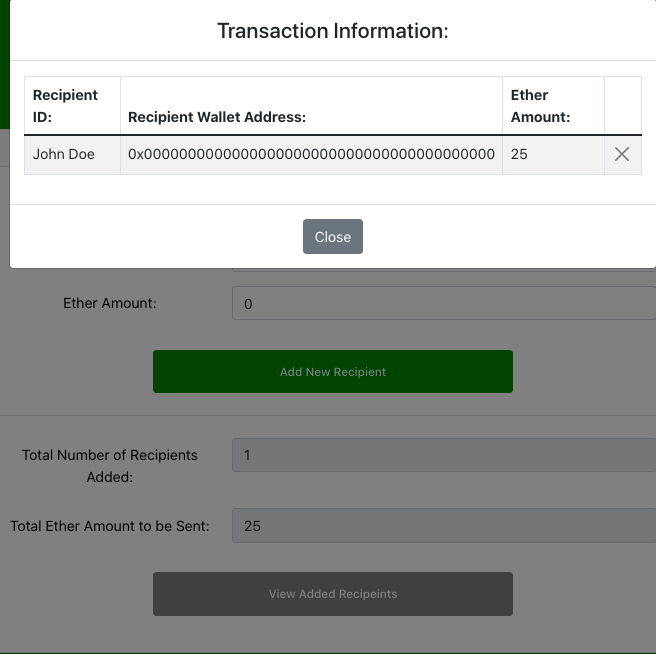 Transaction Information:
Recipient
ID:
Recipient Wallet Address:
Ether
Amount:
John Doe
0x0000000000000000000000000000000000000000
25
Close
Ether Amount:
0
Add New Recipient
Total Number of Recipients
Added:
1
Total Ether Amount to be Sent:
25
View Added Recipeints